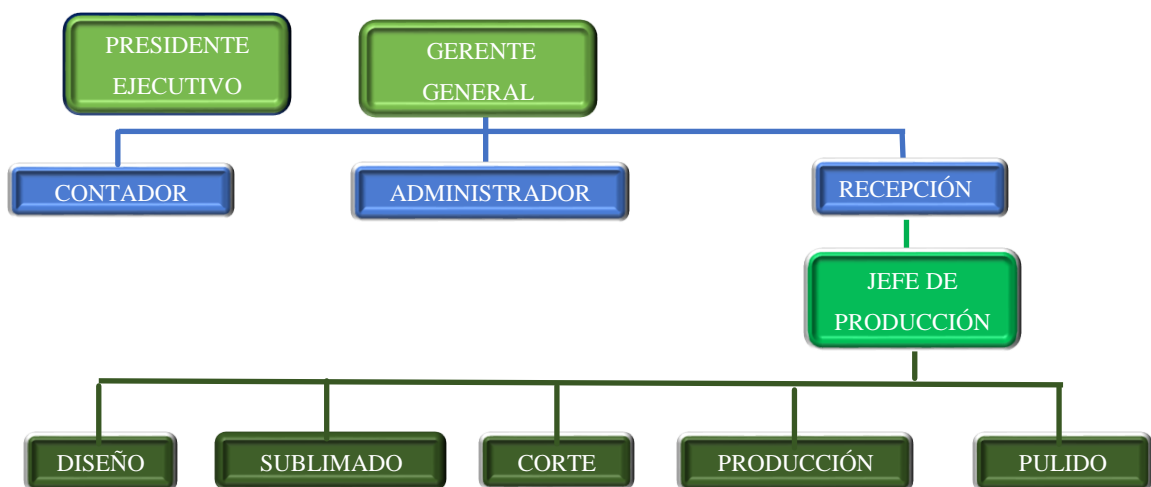 PRESIDENTE
EJECUTIVO
GERENTE
GENERAL
CONTADOR
ADMINISTRADOR
RECEPCIÓN
JEFE DE
PRODUCCIÓN
DISEÑO
SUBLIMADO
CORTE
PRODUCCIÓN
PULIDO